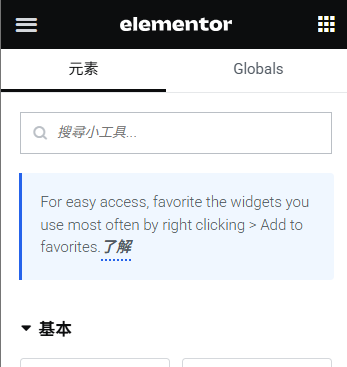 elementor
元素
Globals
搜尋小工具...
For easy access, favorite the widgets you
use most often by right clicking > Add to
favorites.了解
基本